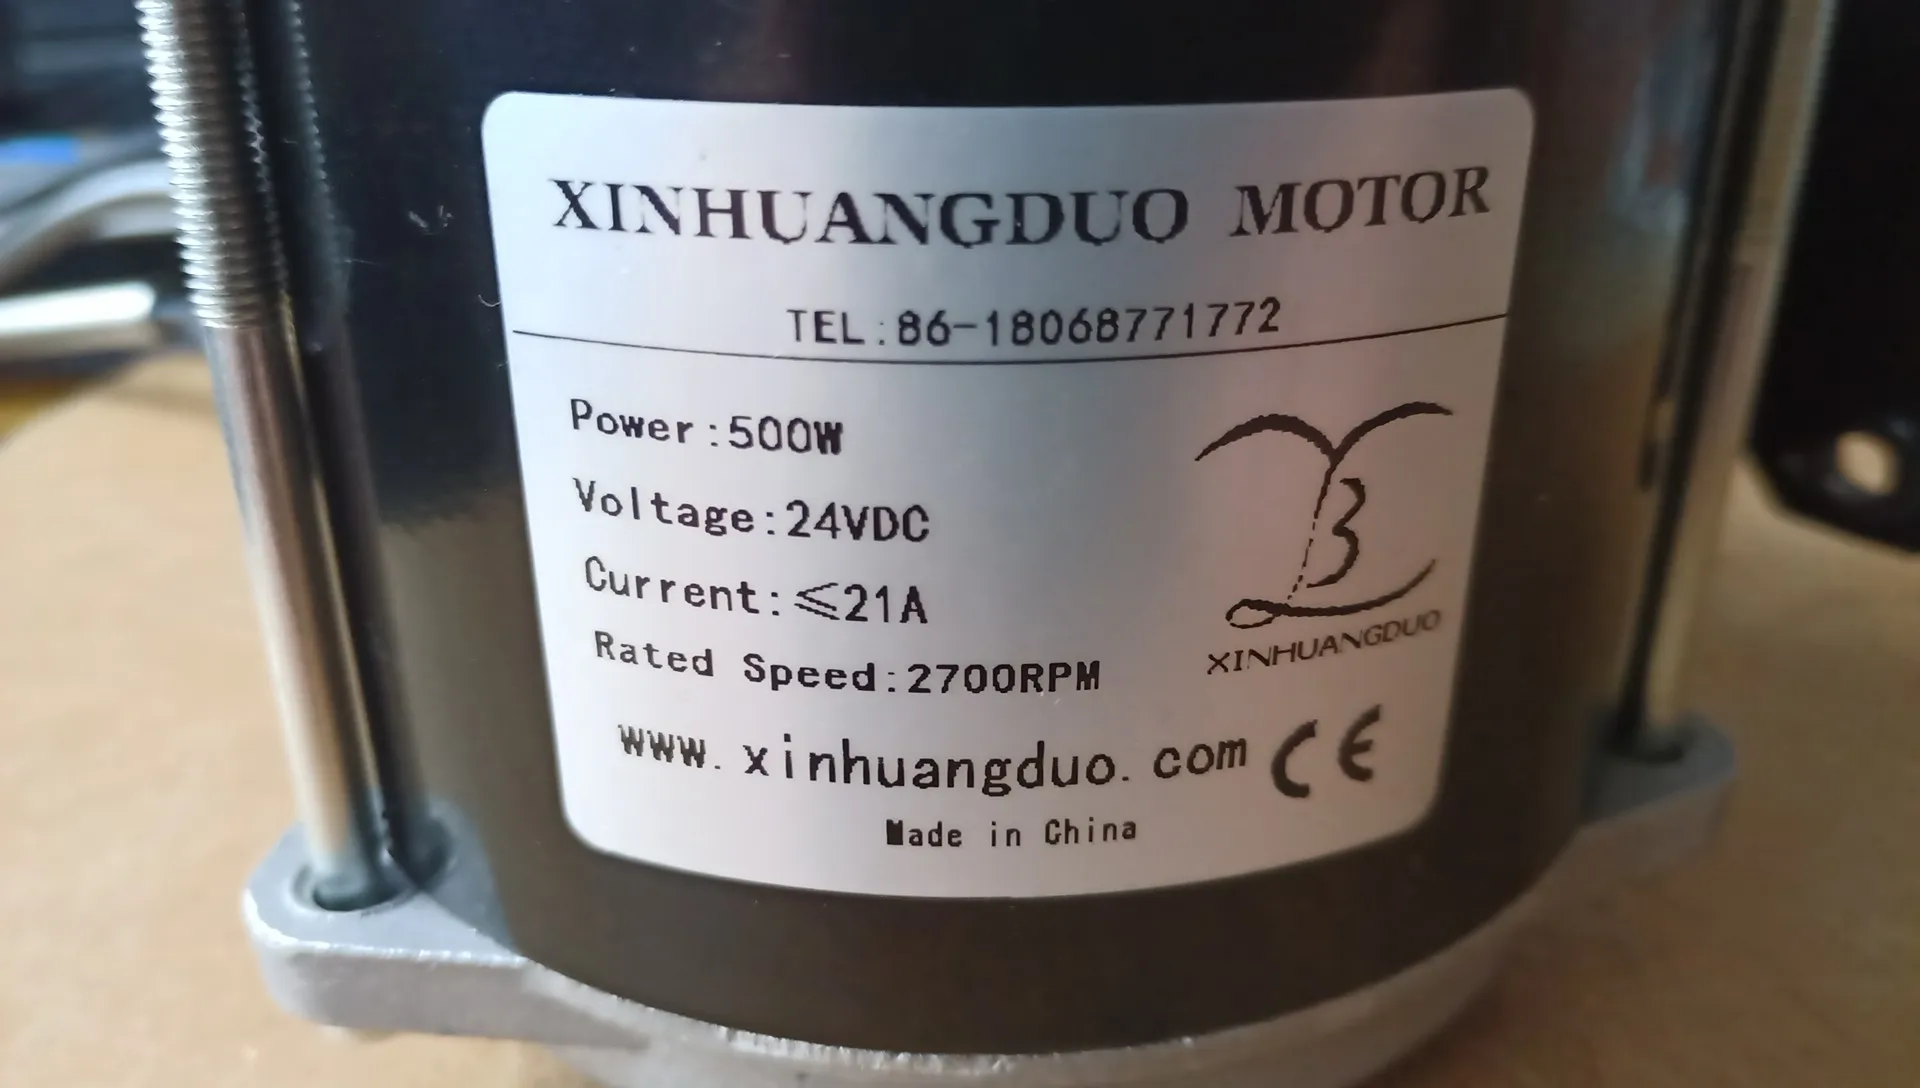 XINHUANGDUO MOTOR
TEL:86-18068771772
Power:500W
Voltage:24VDC
Current:≤21A
Rated Speed:2700RPM
XINHUANGDUO
www.xinhuangduo.com CE
Made in China